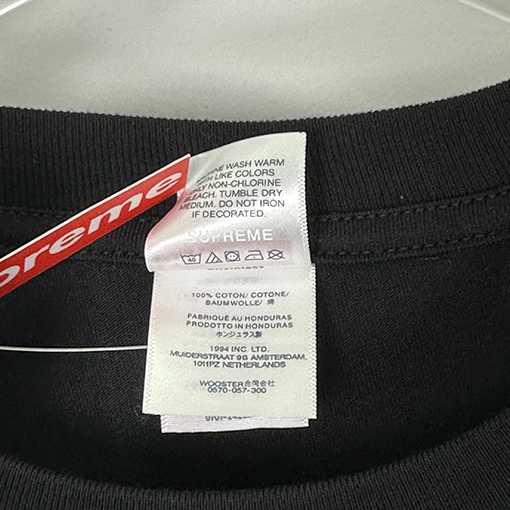 preme
NE WASH WARM
LIKE COLORS
NON-CHLORINE
BLEACH. TUMBLE DRY
MEDIUM. DO NOT IRON
IF DECORATED.
SUPREME
40
100% COTON/ COTONE/
BAUMWOLLE/ 綿
FABRIQUÉ AU HONDURAS
PRODOTTO IN HONDURAS
ホンジュラス製
1994 INC. LTD.
MUIDERSTRAAT 9B AMSTERDAM,
1011PZ NETHERLANDS
WOOSTER合同会社
0570-057-300